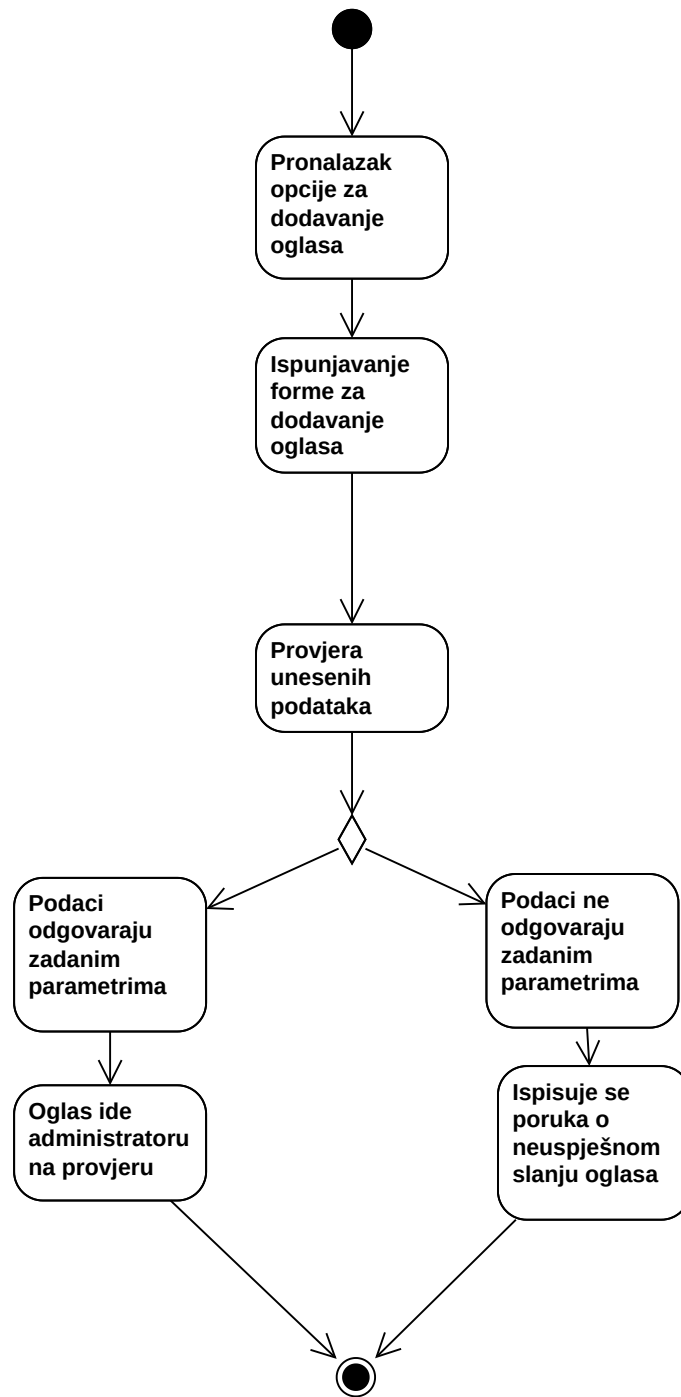 Pronalazak
opcije za
dodavanje
oglasa
Ispunjavanje
forme za
dodavanje
oglasa
Provjera
unesenih
podataka
Podaci
odgovaraju
zadanim
parametrima
Podaci ne
odgovaraju
zadanim
parametrima
Oglas ide
administratoru
na provjeru
Ispisuje se
poruka o
neuspješnom
slanju oglasa